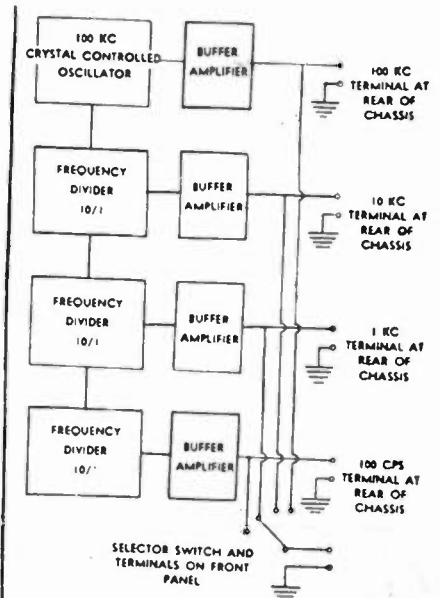 100 KC
CRYSTAL CONTROLLED
OSCILLATOR
BUFFER
AMPLIFIER
100 KC
TERMINAL AT
REAR OF
CHASSIS
FREQUENCY
DIVIDER
10/1
BUFFER
AMPLIFIER
10 KC
TERMINAL AT
REAR OF
CHASSIS
FREQUENCY
DIVIDER
10/1
BUFFER
AMPLIFIER
1 KC
TERMINAL AT
REAR OF
CHASSIS
FREQUENCY
DIVIDER
10/
BUFFER
AMPLIFIER
100 CPS
TERMINAL AT
REAR OF
CHASSIS
SELECTOR SWITCH AND
TERMINALS ON FRONT
PANEL